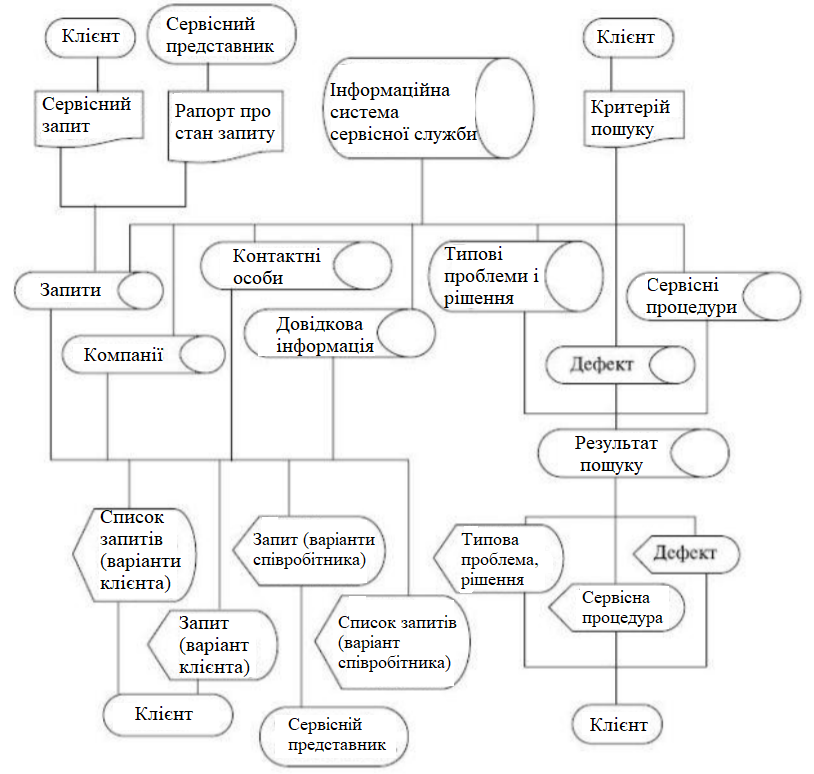 Клієнт
Сервісний
представник
Клієнт
Сервісний
запит
Рапорт про
стан запиту
Інформаційна
система
сервісної служби
Критерій
пошуку
Запити
Контактні
особи
Типові
проблеми і
рішення
Сервісні
процедури
Компанії
Довідкова
інформація
Дефект
Результат
пошуку
Список
запитів
(варіанти
клієнта)
Запит (варіанти
співробітника)
Типова
проблема,
рішення
Дефект
Запит
(варіант
клієнта)
Список запитів
(варіант
співробітника)
Сервісна
процедура
Клієнт
Сервісній
представник
Клієнт